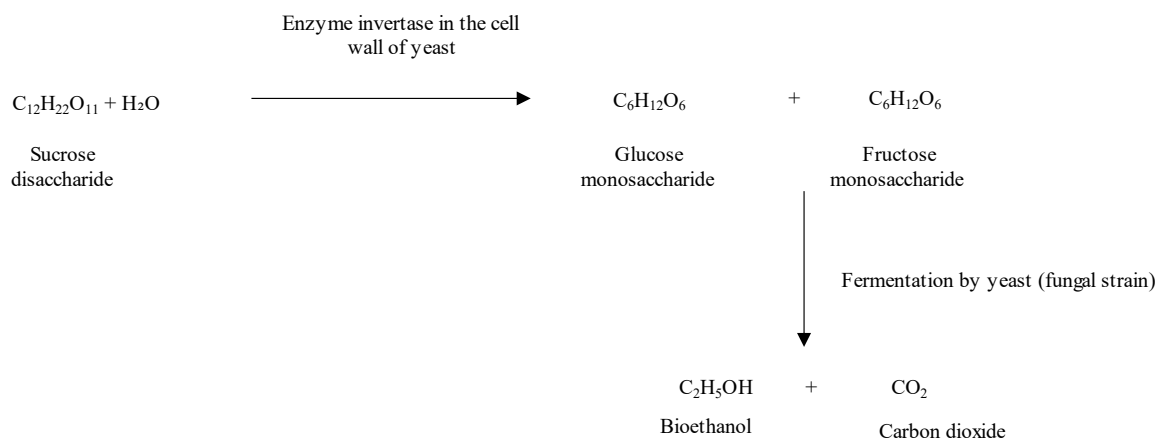 Enzyme invertase in the cell
wall of yeast
C₁₂H₂₂O₁₁ + H₂O
C₆H₁₂O₆ + C₆H₁₂O₆
Sucrose
disaccharide
Glucose
monosaccharide
Fructose
monosaccharide
Fermentation by yeast (fungal strain)
C₂H₅OH + CO₂
Bioethanol
Carbon dioxide